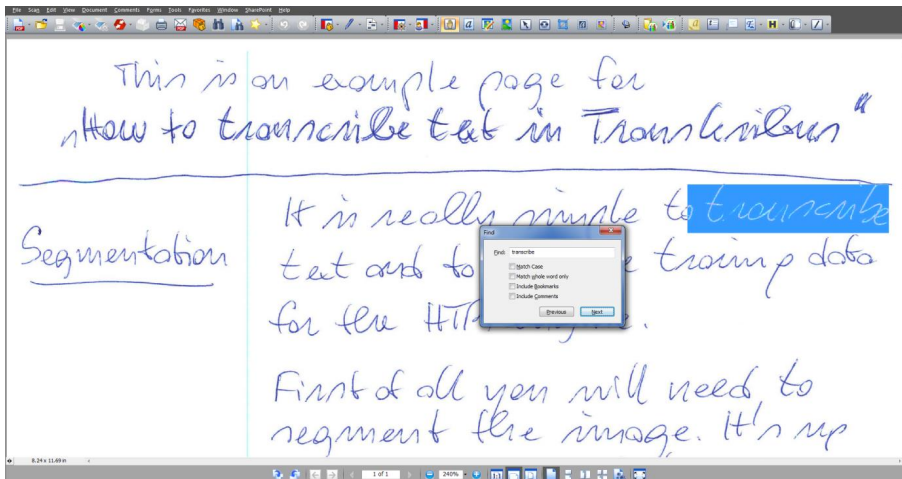 File Scan Edit View Document Comments Forms Tools Favorites Window SharePoint Help
This is an example page for
„How to transcribe text in Transkribus“
Segmentation
It is really simple to transcribe
text and to training data
for the HTR
First of all you will need to
segment the image. It's up
Find
Find: transcribe
Match Case
Match whole word only
Include Bookmarks
Include Comments
Previous Next
8.24 x 11.69 in
1 of 1 240%